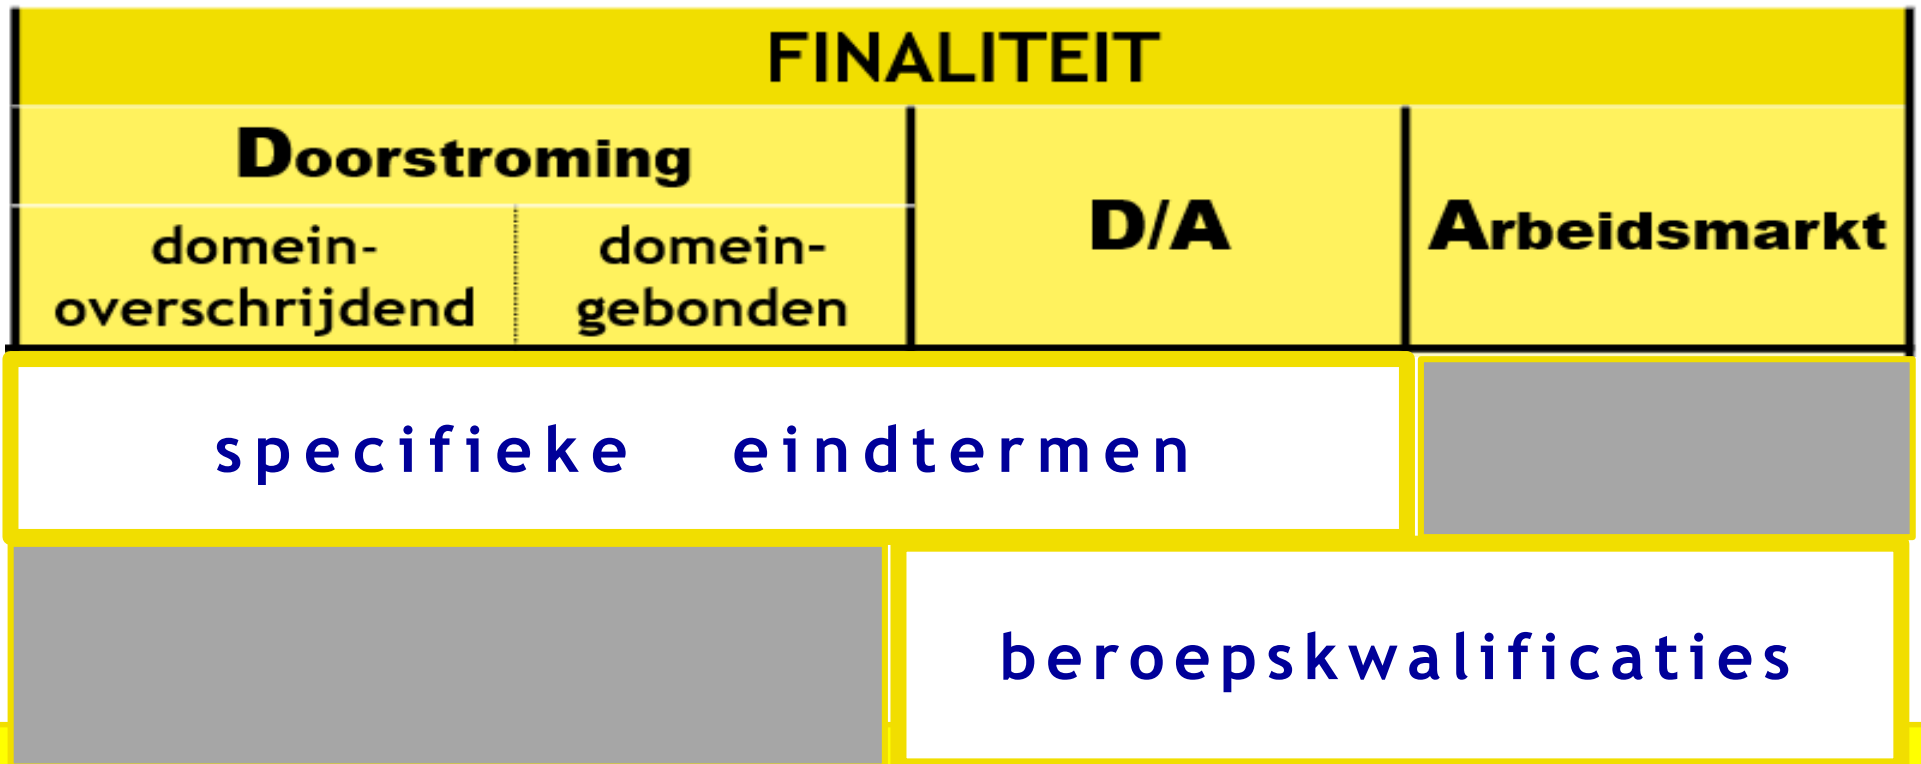 FINALITEIT
Doorstroming
domein-
overschrijdend
domein-
gebonden
D/A
Arbeidsmarkt
specifieke eindtermen
beroepskwalificaties